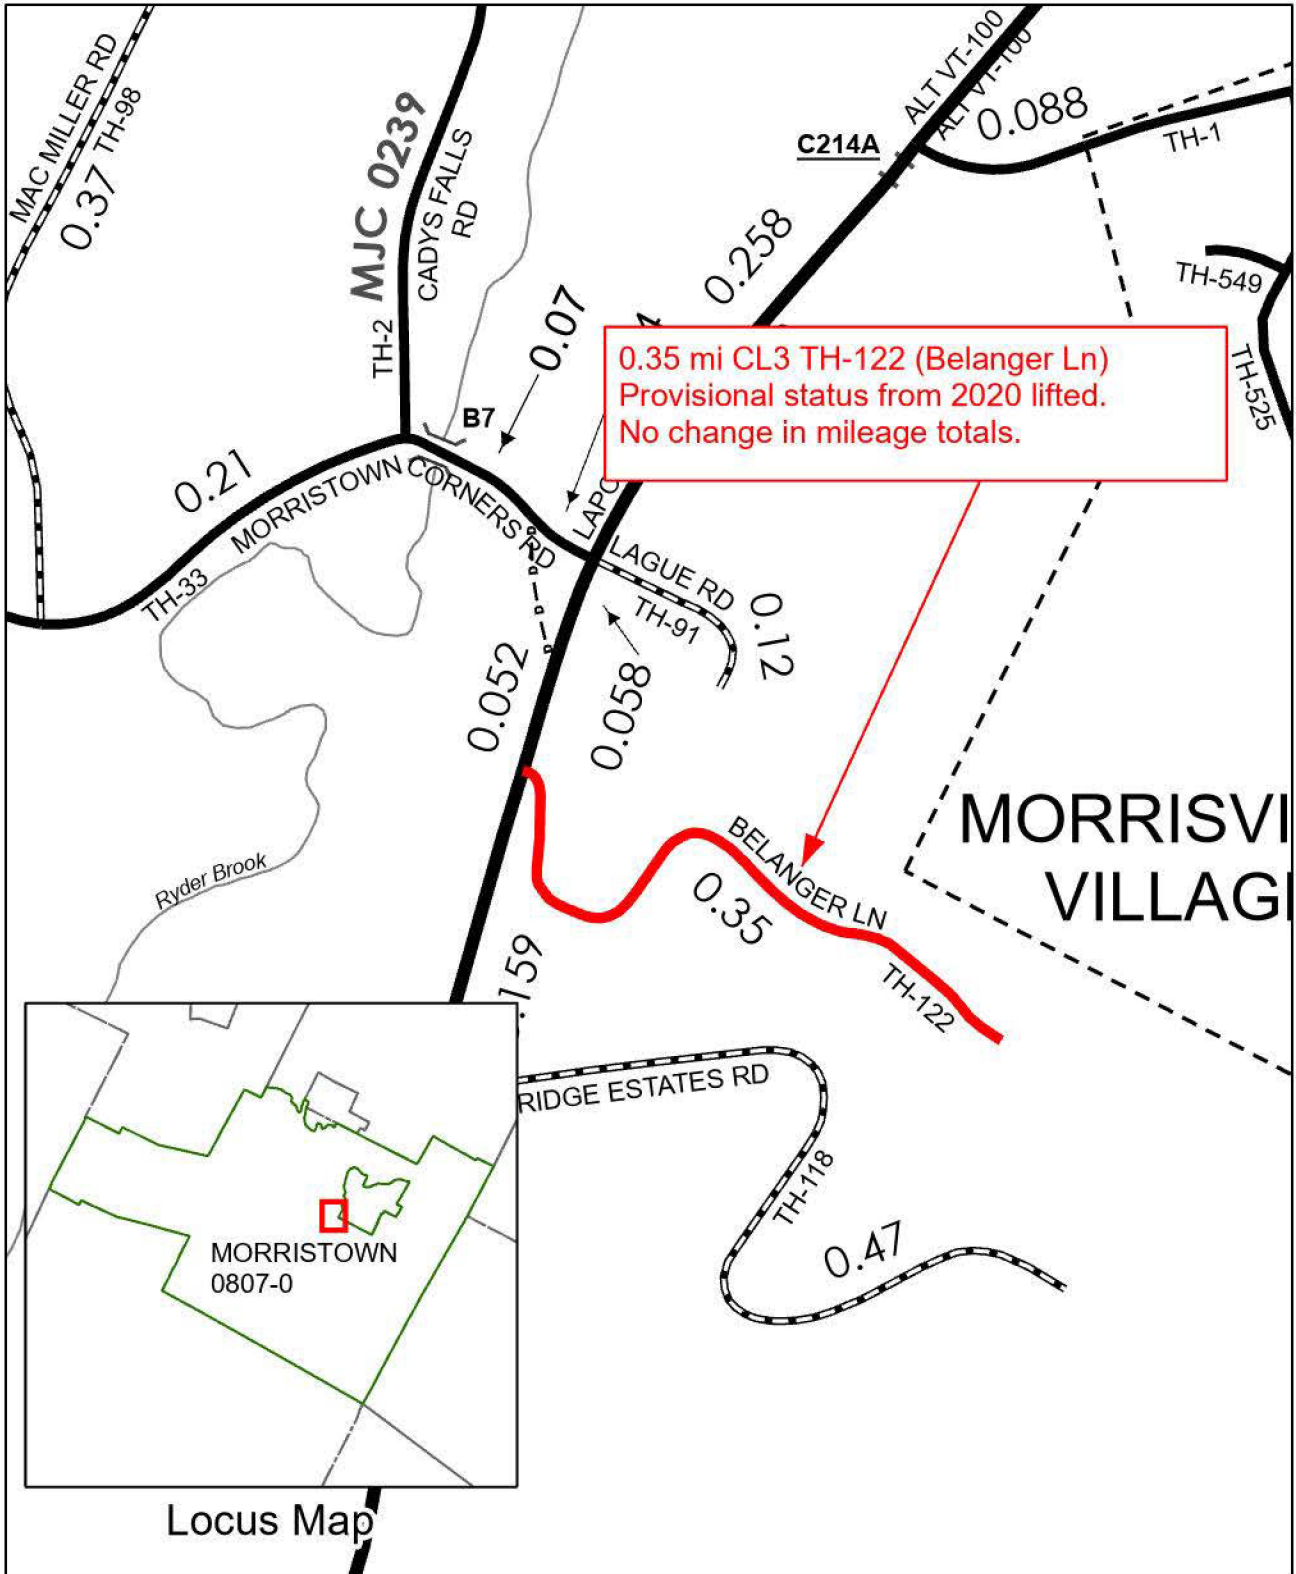 MAC MILLER RD
TH-98
0.37
MJC 0239
CADYS FALLS
RD
TH-2
ALT VT-100
ALT VT-100
0.088
C214A
TH-1
0.258
TH-549
TH-525
0.07
4
0.35 mi CL3 TH-122 (Belanger Ln)
Provisional status from 2020 lifted.
No change in mileage totals.
B7
0.21
MORRISTOWN CORNERS RD
TH-33
LAPO
LAGUE RD
TH-91
0.12
0.052
0.058
MORRISVI
VILLAG
BELANGER LN
0.35
TH-122
Ryder Brook
.159
RIDGE ESTATES RD
TH-118
0.47
MORRISTOWN
0807-0
Locus Map